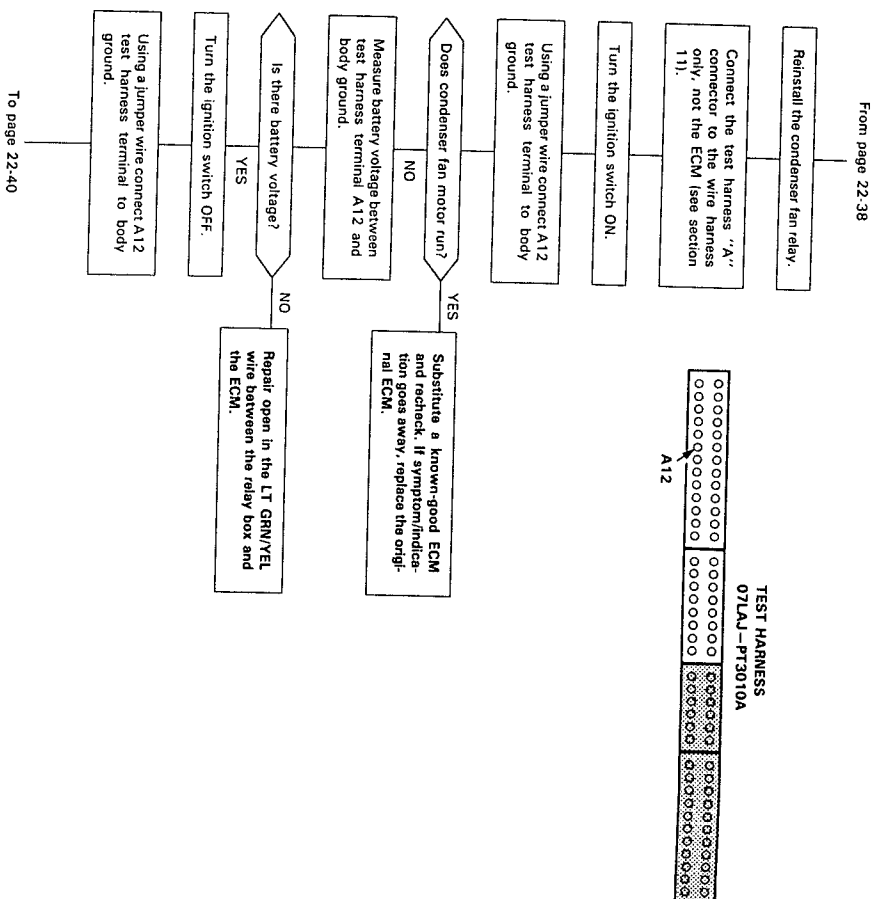 From page 22-38
Reinstall the condenser fan relay.
Connect the test harness "A"
connector to the wire harness
only, not the ECM (see section
11).
Turn the ignition switch ON.
Using a jumper wire connect A12
test harness terminal to body
ground.
Does condenser fan motor run?
YES
Substitute a known-good ECM
and recheck. If symptom/indica-
tion goes away, replace the origi-
nal ECM.
NO
Measure battery voltage between
test harness terminal A12 and
body ground.
Is there battery voltage?
NO
Repair open in the LT GRN/YEL
wire between the relay box and
the ECM.
YES
Turn the ignition switch OFF.
Using a jumper wire connect A12
test harness terminal to body
ground.
To page 22-40
TEST HARNESS
07LAJ—PT3010A
A12